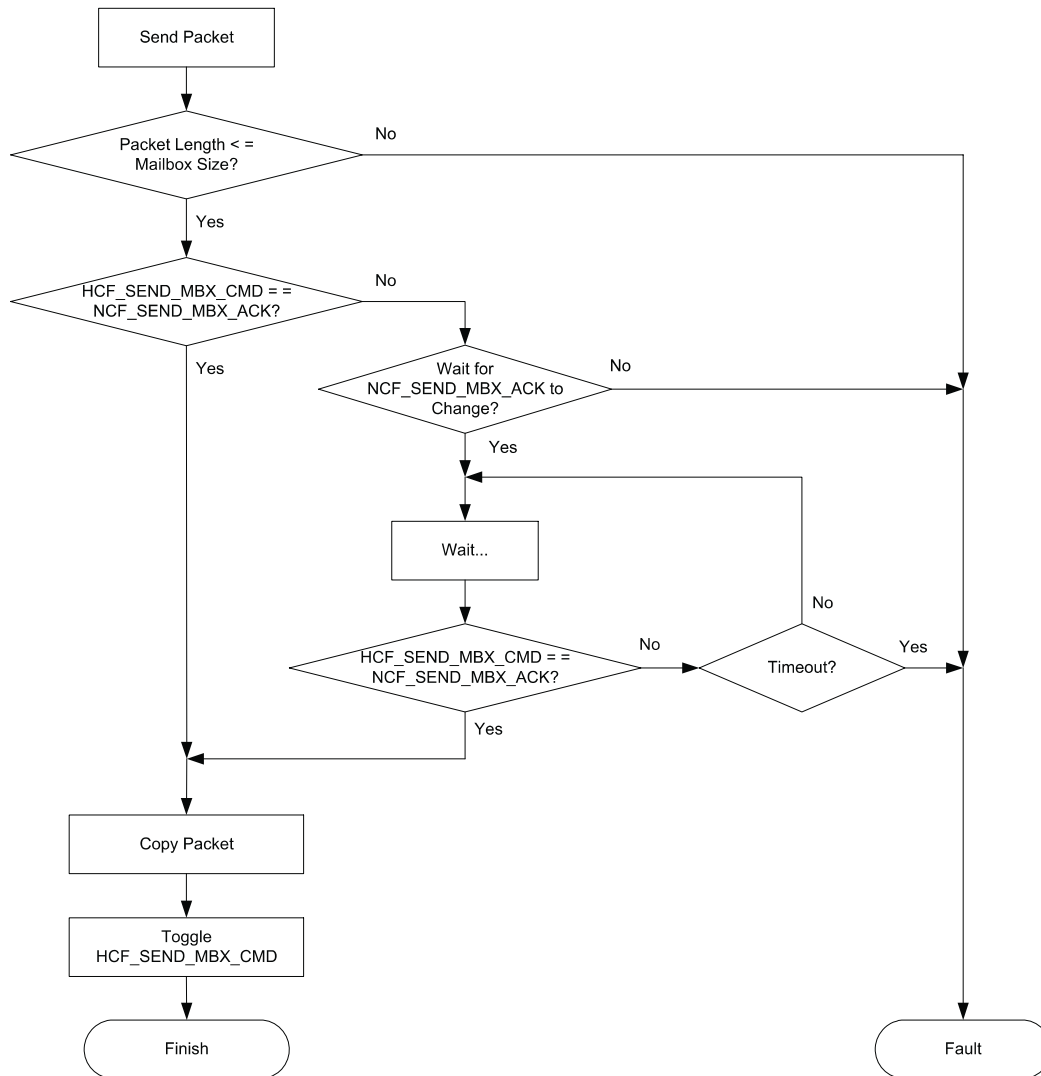 Send Packet
Packet Length < =
Mailbox Size?
No
Yes
HCF_SEND_MBX_CMD = =
NCF_SEND_MBX_ACK?
No
Yes
Wait for
NCF_SEND_MBX_ACK to
Change?
No
Yes
Wait...
No
HCF_SEND_MBX_CMD = =
NCF_SEND_MBX_ACK?
No
Timeout?
Yes
Yes
Copy Packet
Toggle
HCF_SEND_MBX_CMD
Finish
Fault